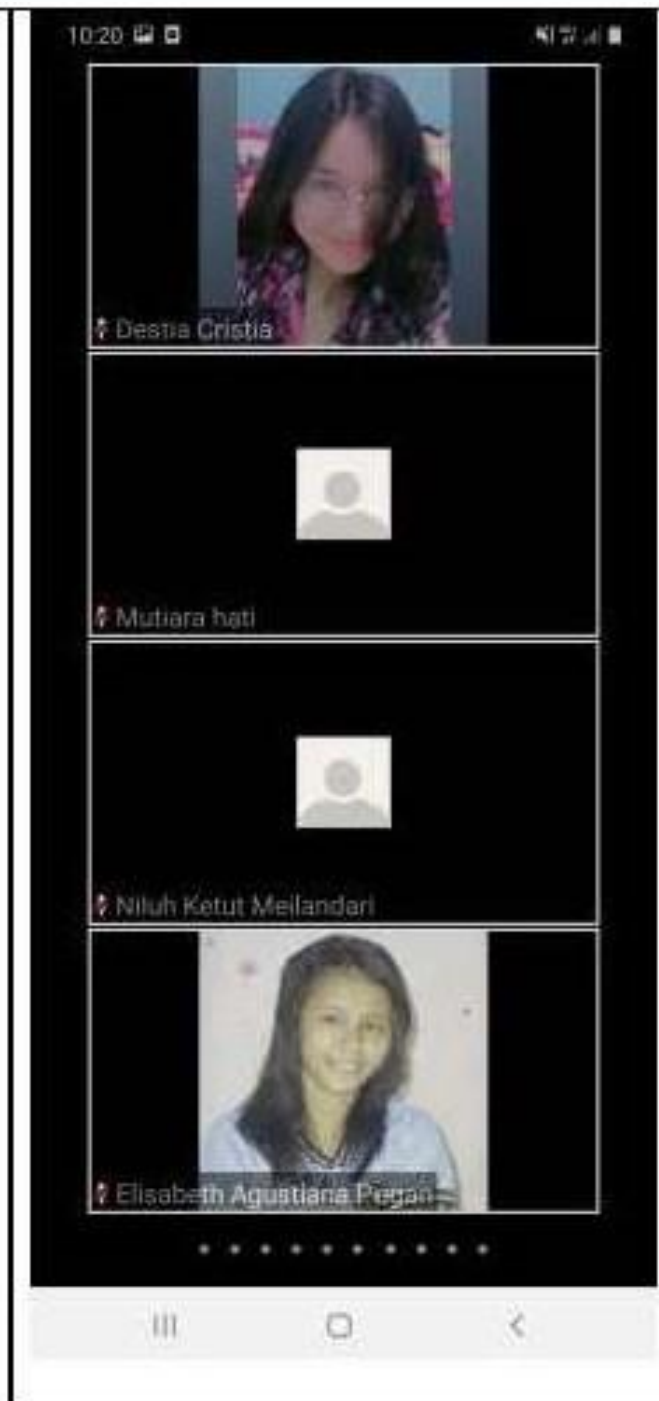 10:20
Destia Cristia
Mutiara hati
Niluh Ketut Meilandari
Elisabeth Agustiana Pegan